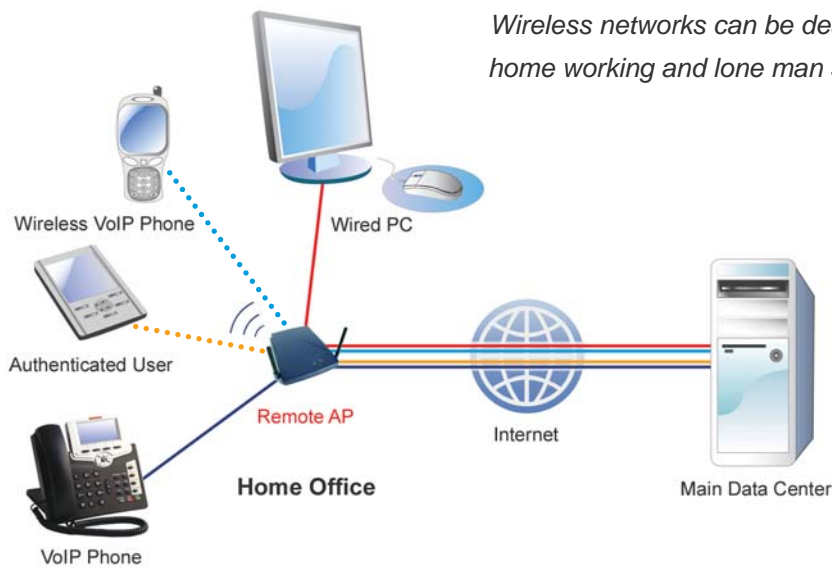 Wireless networks can be
home working and lone man
Wireless VoIP Phone
Wired PC
Authenticated User
Remote AP
Internet
Home Office
Main Data Center
VoIP Phone